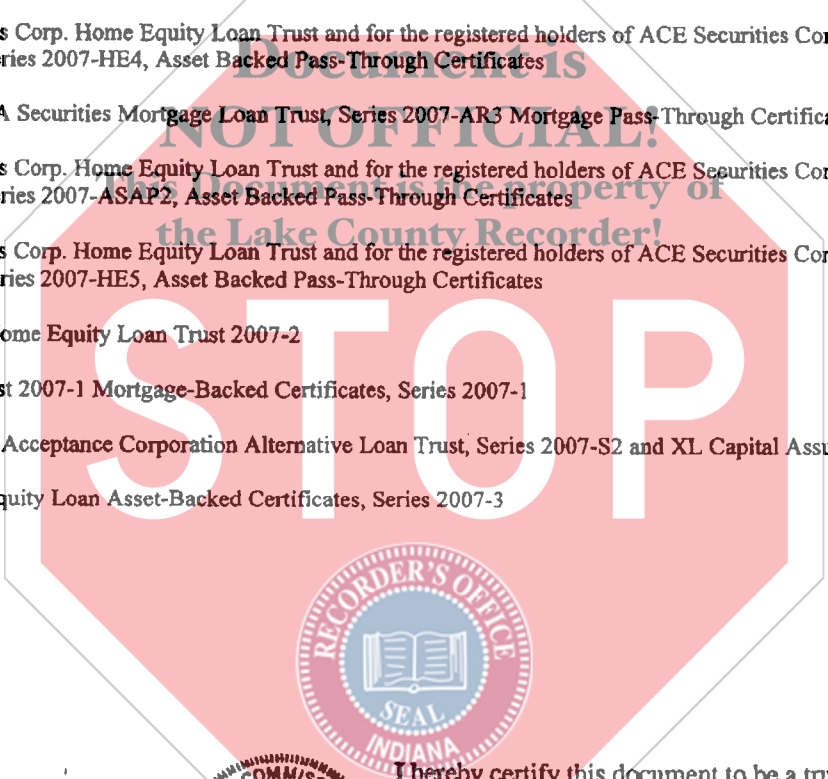 s Corp. Home Equity Loan Trust and for the registered holders of ACE Securities Cor
ries 2007-HE4, Asset Backed Pass-Through Certificates
Document is
A Securities Mortgage Loan Trust, Series 2007-AR3 Mortgage Pass-Through Certifica
NOT OFFICIAL!
s Corp. Home Equity Loan Trust and for the registered holders of ACE Securities Cor
This Document is the property of
ries 2007-ASAP2, Asset Backed Pass-Through Certificates
the Lake County Recorder!
s Corp. Home Equity Loan Trust and for the registered holders of ACE Securities Cor
ries 2007-HE5, Asset Backed Pass-Through Certificates
ome Equity Loan Trust 2007-2
st 2007-1 Mortgage-Backed Certificates, Series 2007-1
STOP
Acceptance Corporation Alternative Loan Trust, Series 2007-S2 and XL Capital Assu
quity Loan Asset-Backed Certificates, Series 2007-3
RECORDER'S OFFICE
SEAL
INDIANA
I hereby certify this document to be a tru